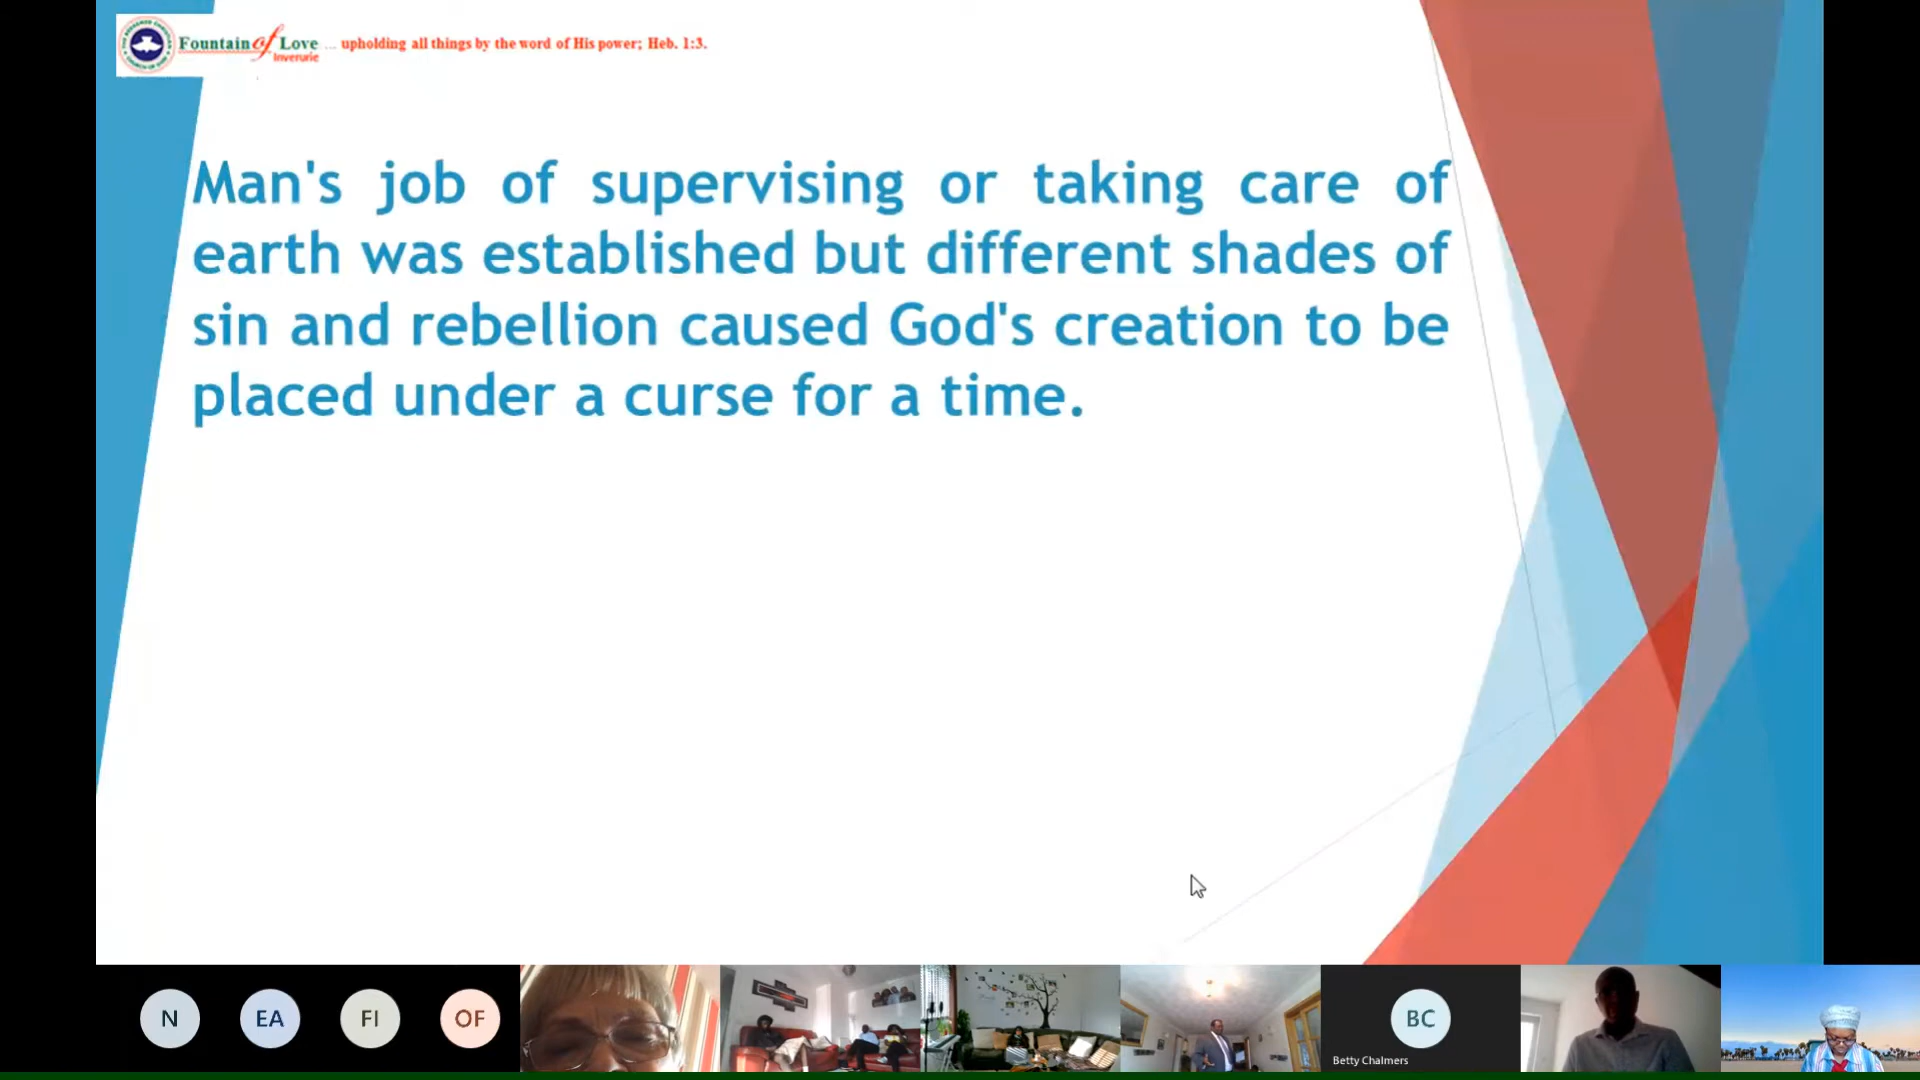 Fountain of Love ... upholding all things by the word of His power; Heb. 1:3.
Inverurie
Man's job of supervising or taking care of
earth was established but different shades of
sin and rebellion caused God's creation to be
placed under a curse for a time.
N EA FI OF BC
Betty Chalmers